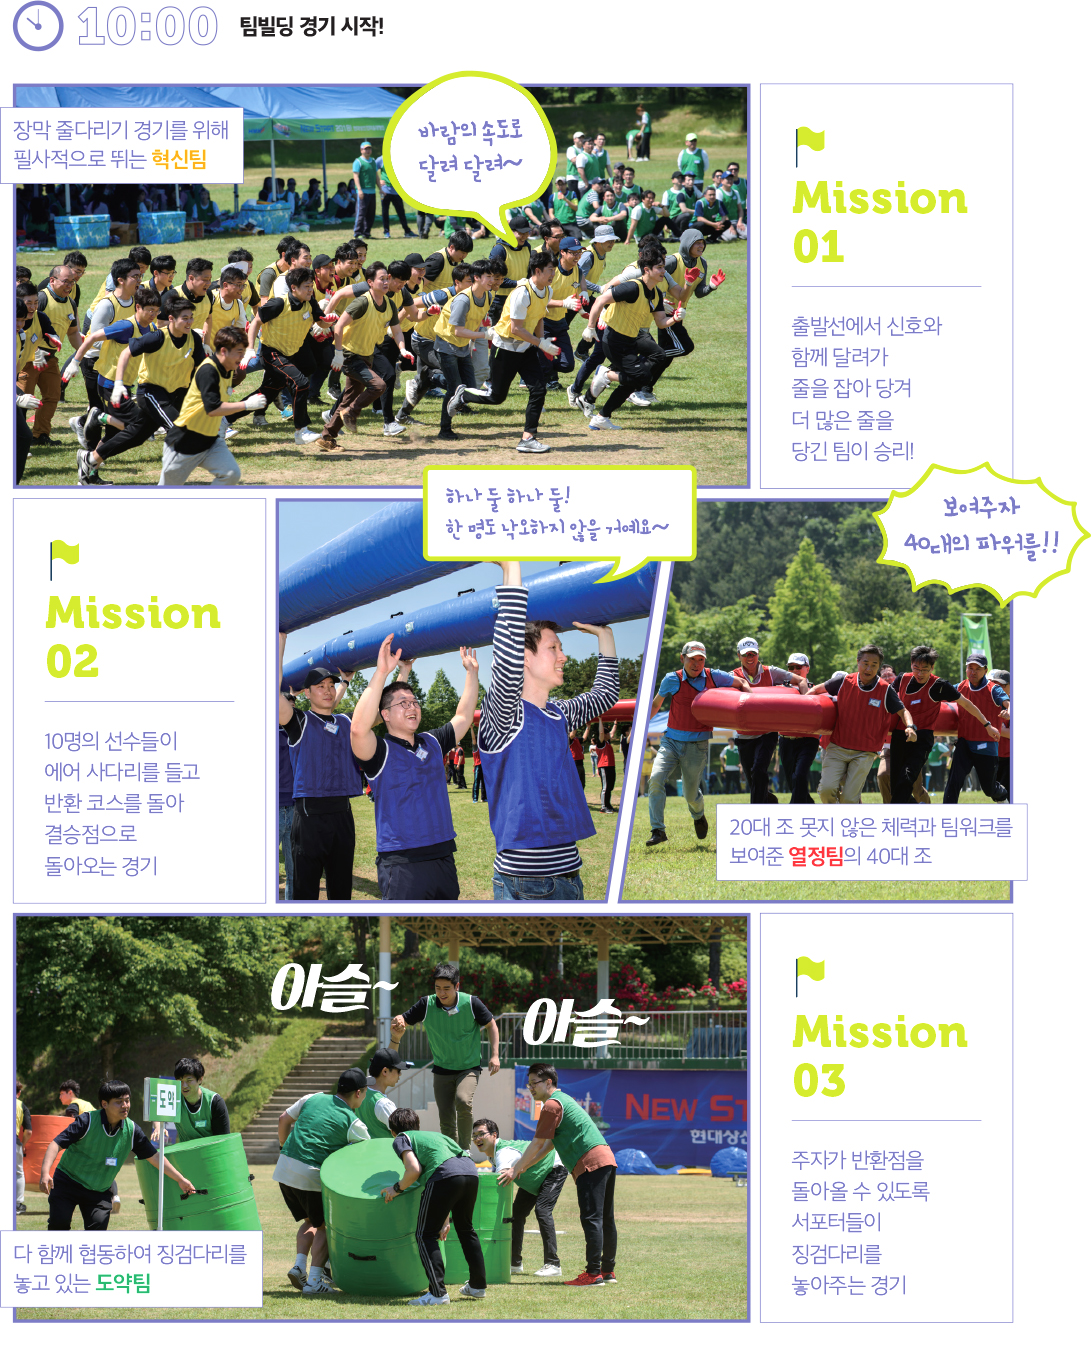 10:00 팀빌딩 경기 시작!
장막 줄다리기 경기를 위해
필사적으로 뛰는 혁신팀
바람의 속도로
달려 달려~
Mission
01
출발선에서 신호와
함께 달려가
줄을 잡아 당겨
더 많은 줄을
당긴 팀이 승리!
Mission
02
10명의 선수들이
에어 사다리를 들고
반환 코스를 돌아
결승점으로
돌아오는 경기
하나 둘 하나 둘!
한 명도 낙오하지 않을 거예요~
보여주자
40대의 파워를!!
20대 조 못지 않은 체력과 팀워크를
보여준 열정팀의 40대 조
아슬~
아슬~
도약
NEW ST
현대상선
다 함께 협동하여 징검다리를
놓고 있는 도약팀
Mission
03
주자가 반환점을
돌아올 수 있도록
서포터들이
징검다리를
놓아주는 경기